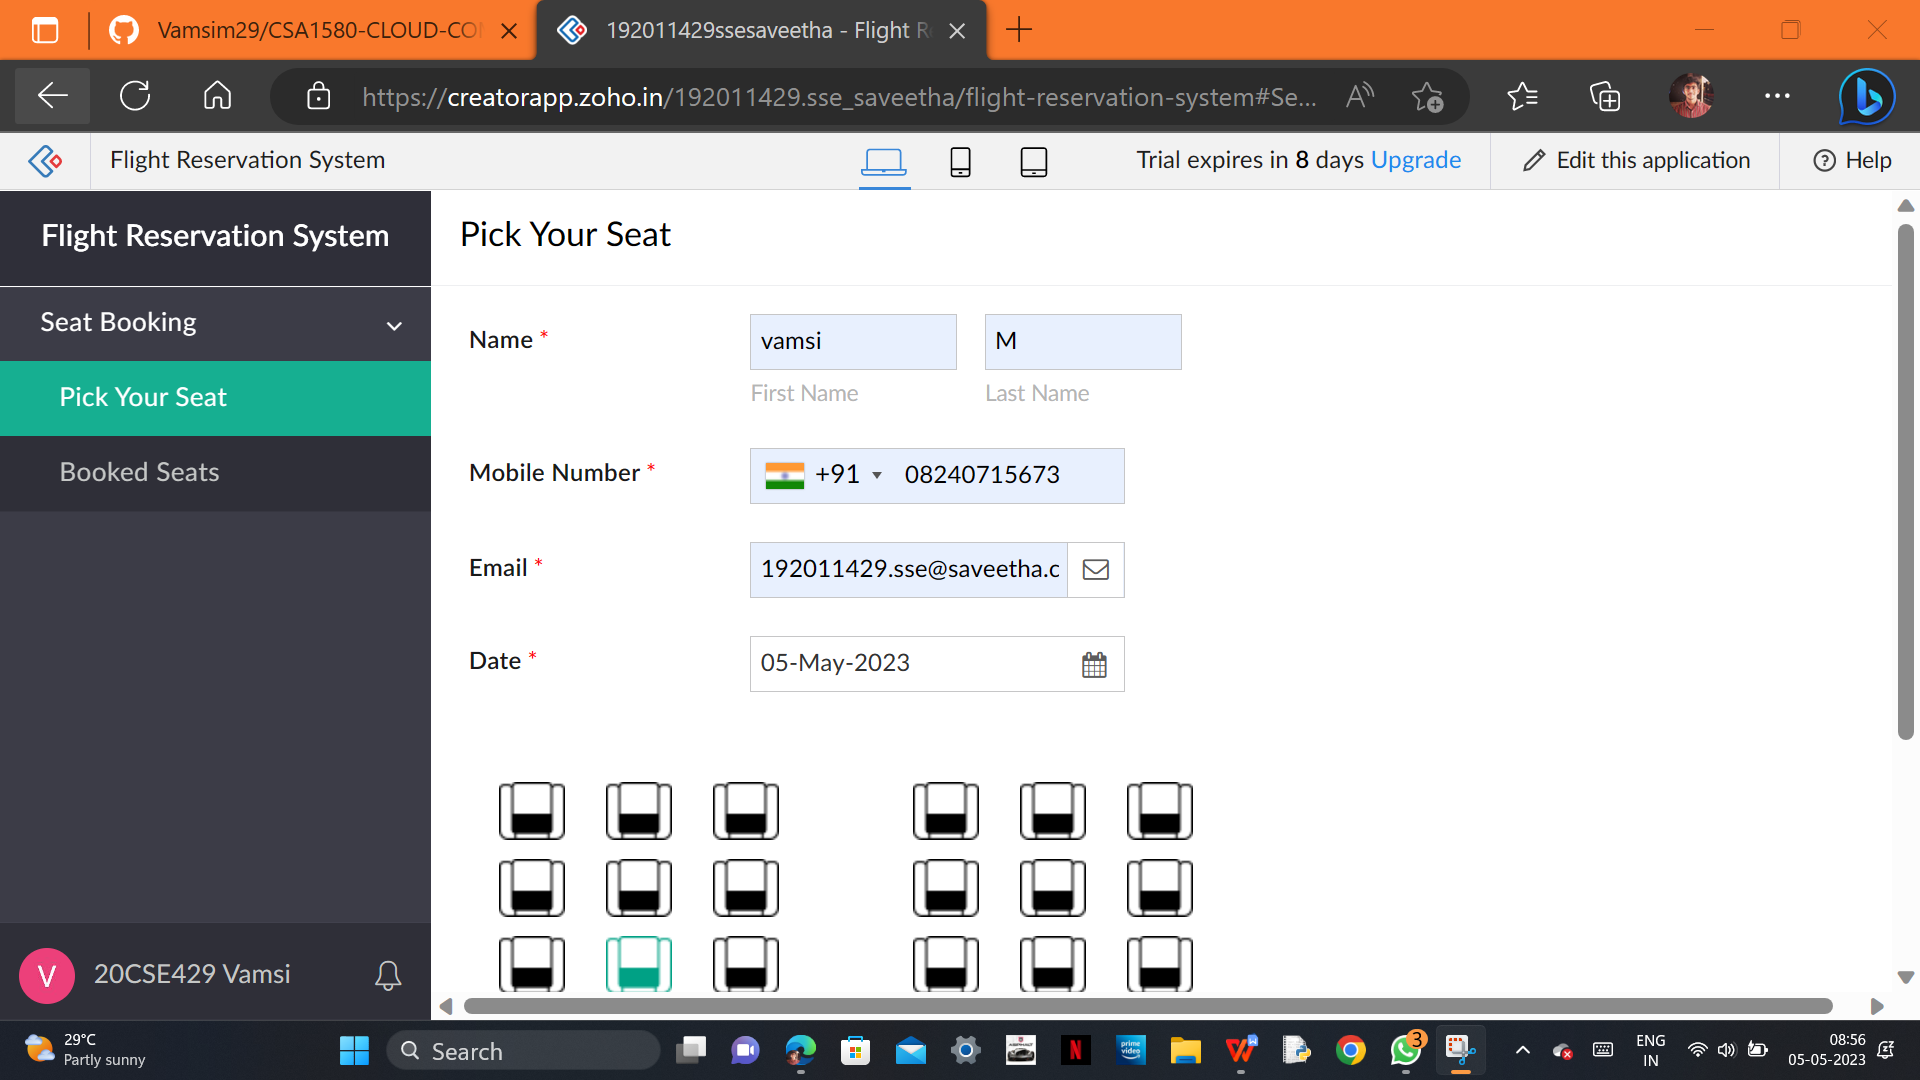 Vamsim29/CSA1580-CLOUD-CO
192011429ssesaveetha - Flight R
https://creatorapp.zoho.in/192011429.sse_saveetha/flight-reservation-system#Se...
Flight Reservation System
Trial expires in 8 days Upgrade
Edit this application
Help
Flight Reservation System
Seat Booking
Pick Your Seat
Booked Seats
V
20CSE429 Vamsi
Pick Your Seat
Name *
vamsi
M
First Name
Last Name
Mobile Number *
+91
08240715673
Email *
192011429.sse@saveetha.c
Date *
05-May-2023
29°C
Partly sunny
Search
prime video
N
3
ENG
IN
08:56
05-05-2023